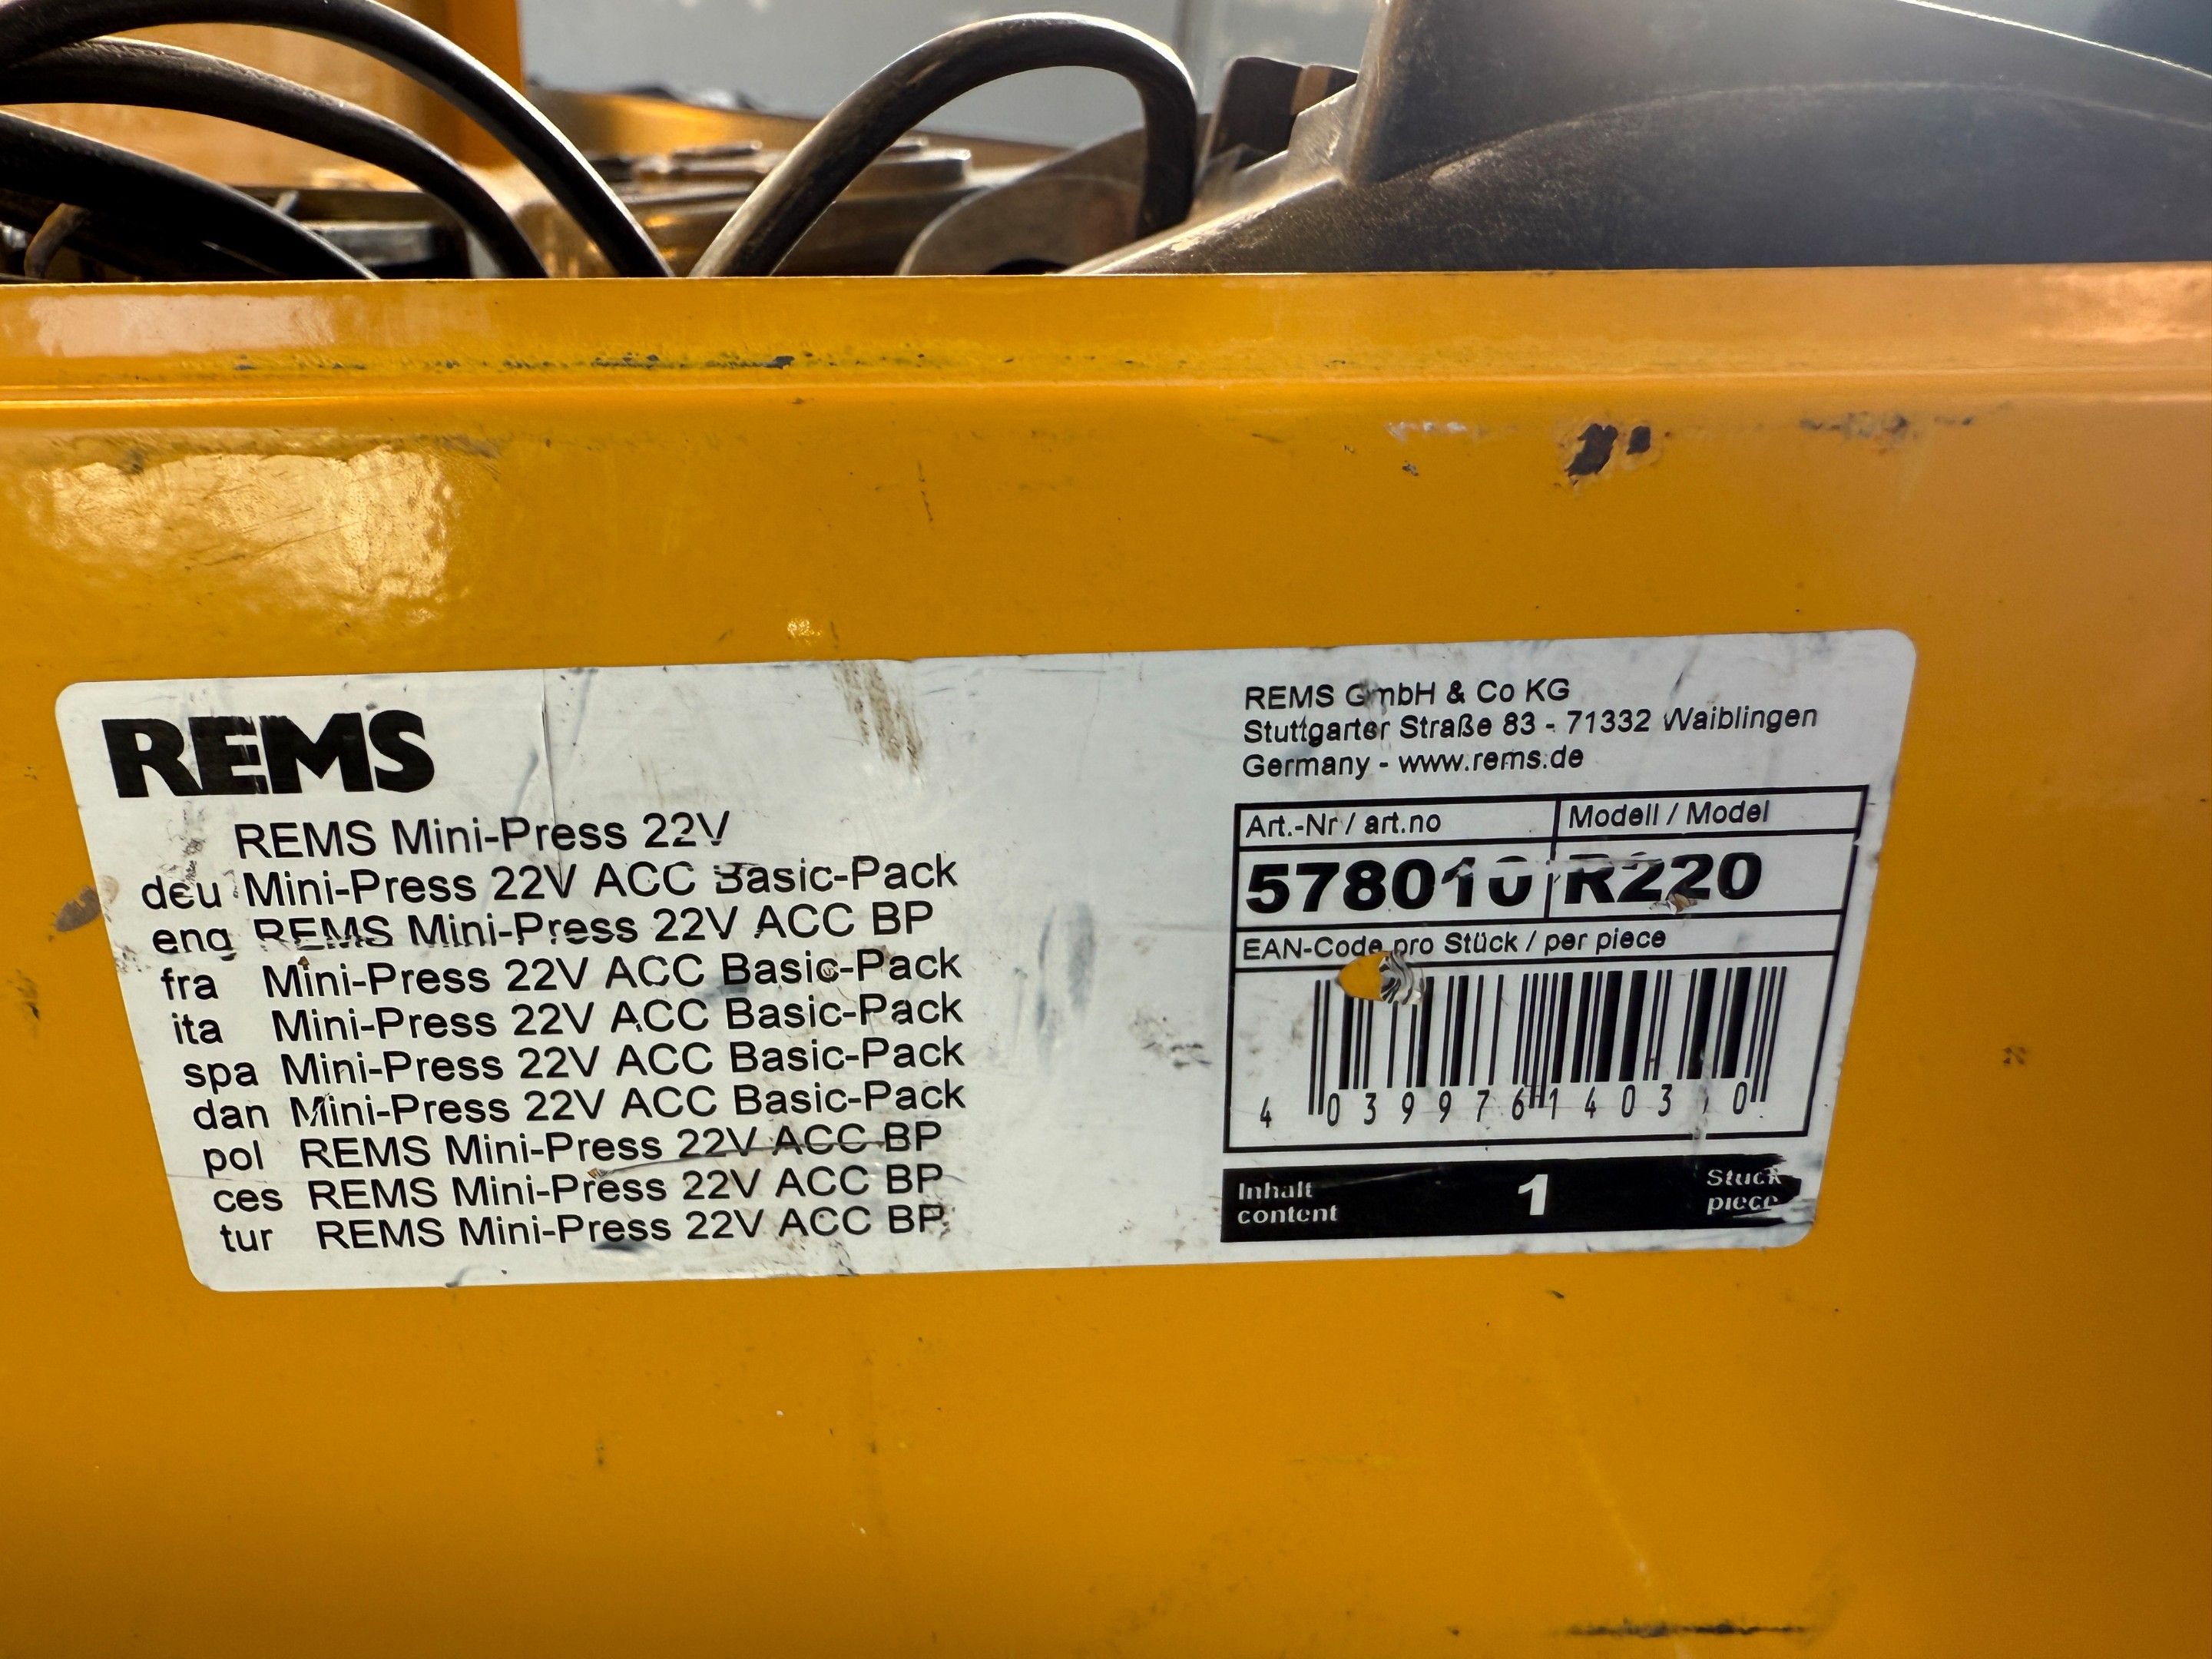 REMS
REMS Mini-Press 22V
deu Mini-Press 22V ACC Basic-Pack
eng REMS Mini-Press 22V ACC BP
fra Mini-Press 22V ACC Basic-Pack
ita Mini-Press 22V ACC Basic-Pack
spa Mini-Press 22V ACC Basic-Pack
dan Mini-Press 22V ACC Basic-Pack
pol REMS Mini-Press 22V ACC BP
ces REMS Mini-Press 22V ACC BP
tur REMS Mini-Press 22V ACC BP
REMS GmbH & Co KG
Stuttgarter Straße 83 - 71332 Waiblingen
Germany - www.rems.de
Art.-Nr / art.no Modell / Model
578010 R220
EAN-Code pro Stück / per piece
4 039976 140300
Inhalt 1 Stück
content piece